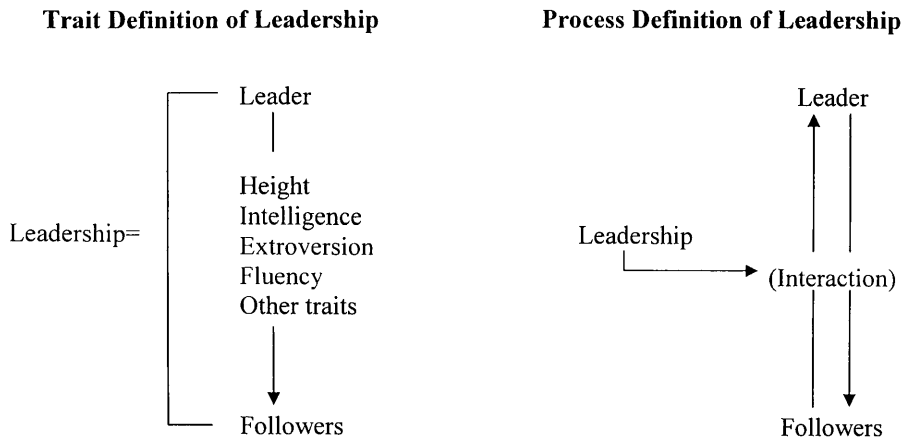 Trait Definition of Leadership
Leader
Height
Intelligence
Leadership=
Extroversion
Fluency
Other traits
Followers
Process Definition of Leadership
Leader
Leadership
(Interaction)
Followers